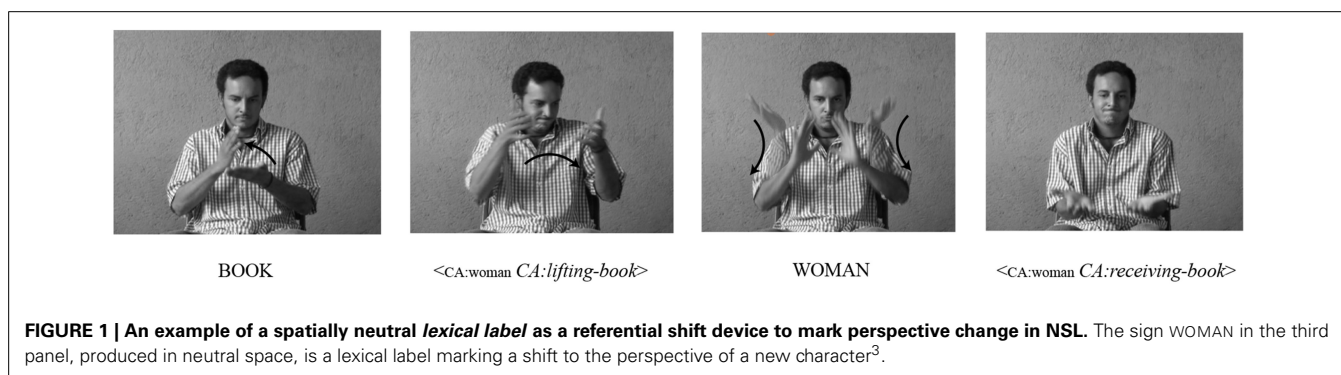 BOOK
<CA:woman CA:lifting-book>
WOMAN
<CA:woman CA:receiving-book>
FIGURE 1 | An example of a spatially neutral lexical label as a referential shift device to mark perspective change in NSL. The sign WOMAN in the third
panel, produced in neutral space, is a lexical label marking a shift to the perspective of a new character3.